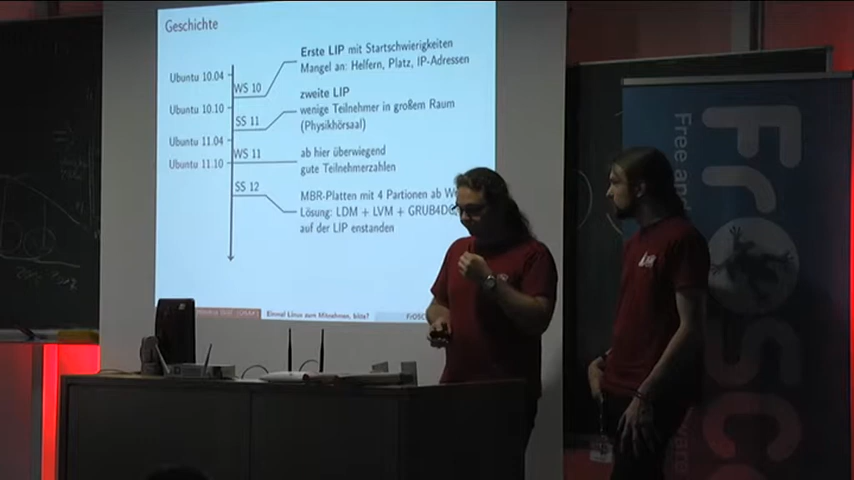 Geschichte
Ubuntu 10.04
Ubuntu 10.10
Ubuntu 11.04
Ubuntu 11.10
WS 10
SS 11
WS 11
SS 12
Erste LIP mit Startschwierigkeiten
Mangel an: Helfern, Platz, IP-Adressen
zweite LIP
wenige Teilnehmer in großem Raum
(Physikhörsaal)
ab hier überwiegend
gute Teilnehmerzahlen
MBR-Platten mit 4 Partionen ab
Lösung: LDM + LVM + GRUB4DO
auf der LIP enstanden
Einmal Linux zum Mitnehmen, bitte?
FrOSC
Free and
FrOSC